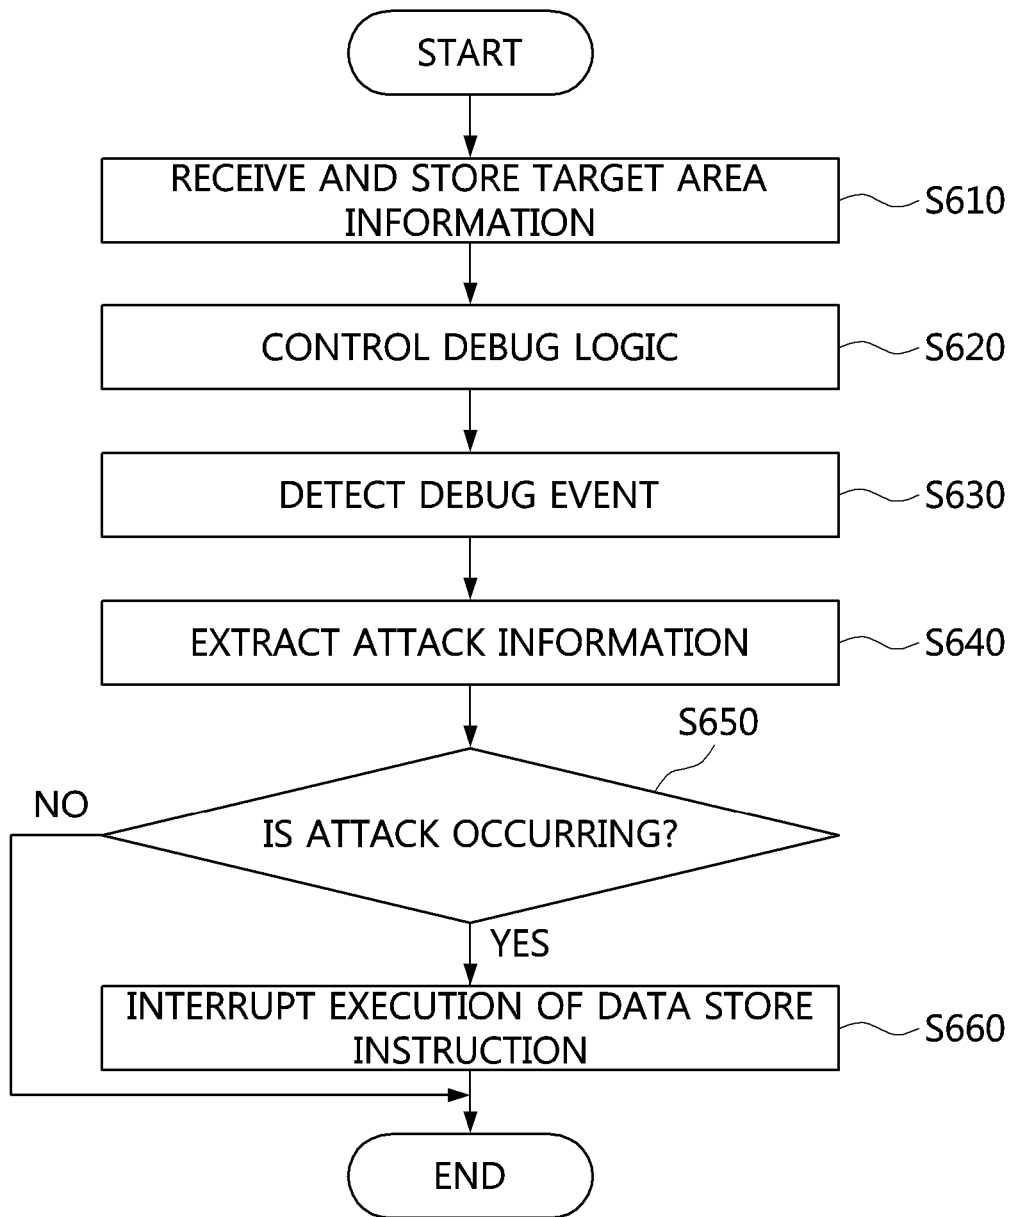 START
RECEIVE AND STORE TARGET AREA
INFORMATION
S610
CONTROL DEBUG LOGIC
S620
DETECT DEBUG EVENT
S630
EXTRACT ATTACK INFORMATION
S640
S650
NO
IS ATTACK OCCURRING?
YES
INTERRUPT EXECUTION OF DATA STORE
INSTRUCTION
S660
END